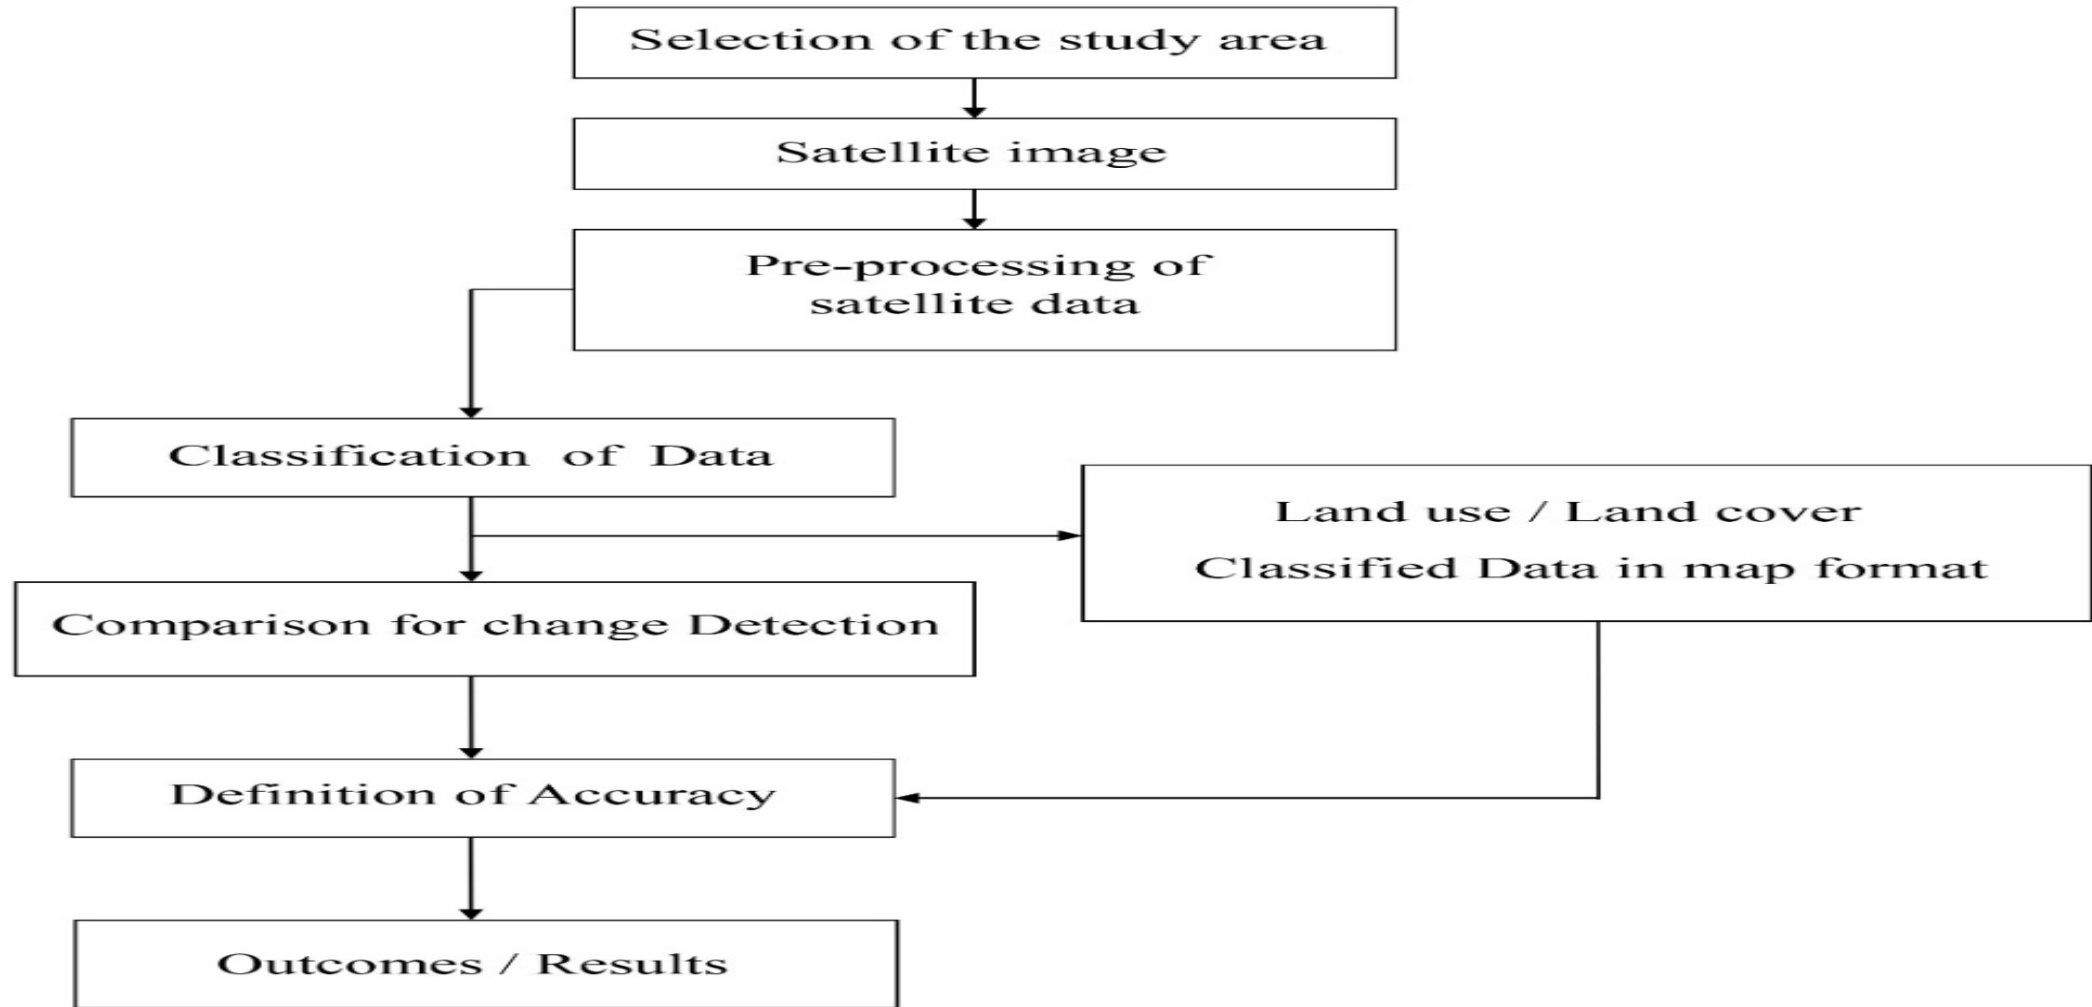 Selection of the study area
Satellite image
Pre-processing of
satellite data
Classification of Data
Land use / Land cover
Classified Data in map format
Comparison for change Detection
Definition of Accuracy
Outcomes / Results